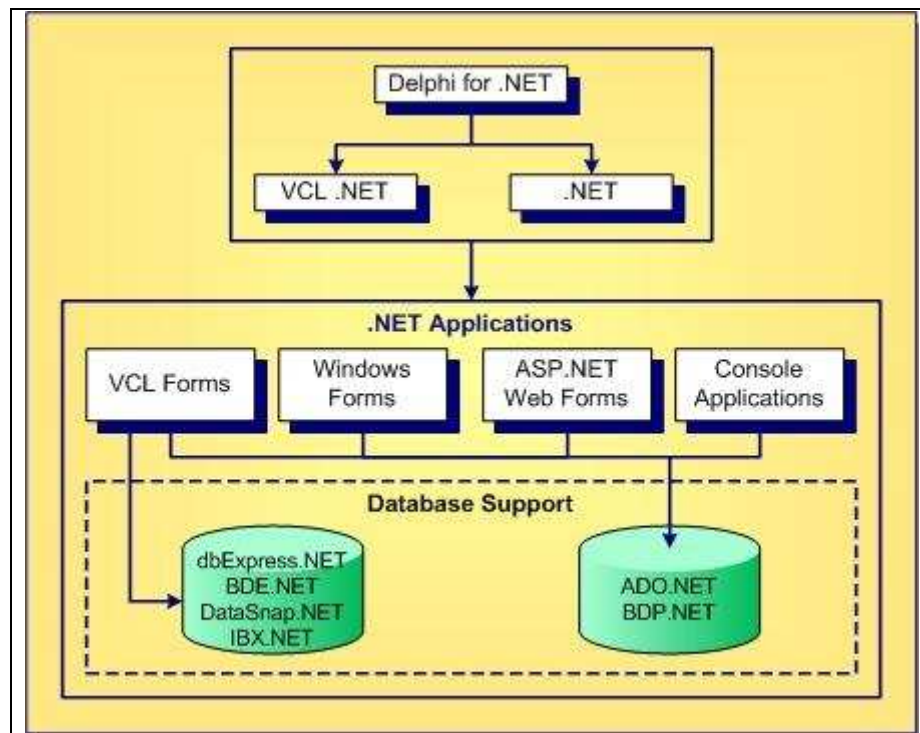 Delphi for .NET
VCL .NET
.NET
.NET Applications
VCL Forms
Windows
Forms
ASP.NET
Web Forms
Console
Applications
Database Support
dbExpress.NET
BDE.NET
DataSnap.NET
IBX.NET
ADO.NET
BDP.NET